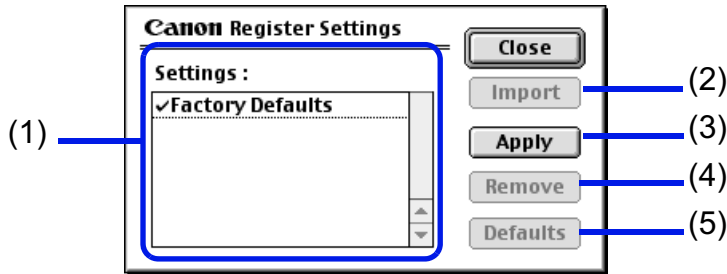 Canon Register Settings
Close
Settings :
Import
(2)
✓Factory Defaults
(1)
Apply
(3)
Remove
(4)
Defaults
(5)